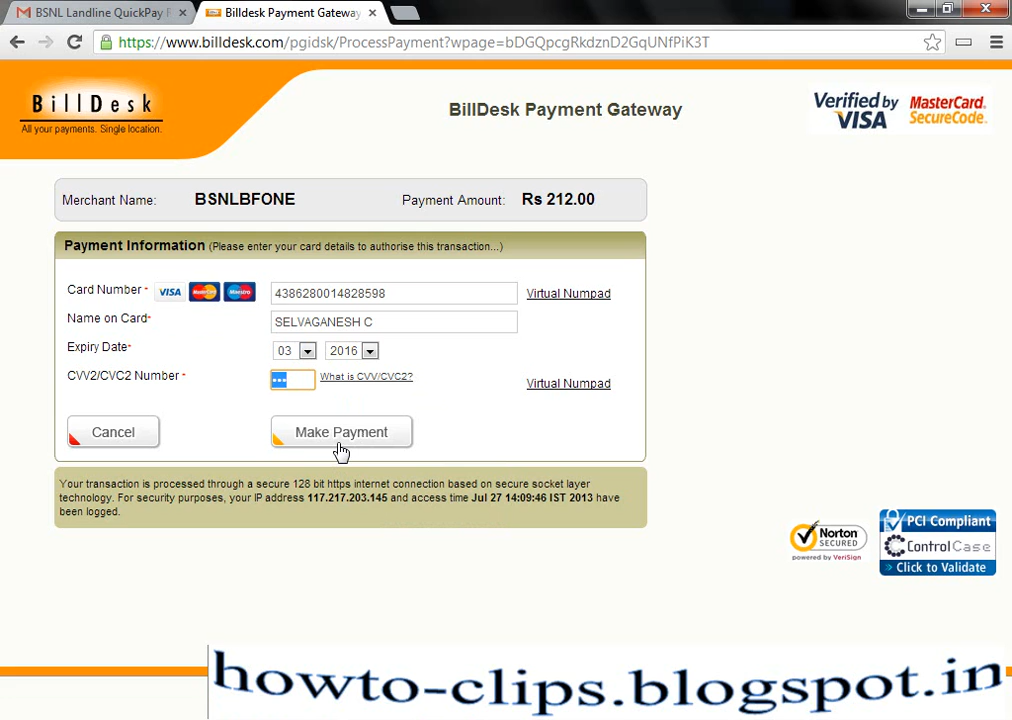 BSNL Landline QuickPay R
Billdesk Payment Gateway
https://www.billdesk.com/pgidsk/ProcessPayment?wpage=bDGQpcgRkdznD2GqUNfPiK3T
BillDesk
All your payments. Single location.
BillDesk Payment Gateway
Verified by VISA
MasterCard. SecureCode.
Merchant Name: BSNLBFONE Payment Amount: Rs 212.00
Payment Information (Please enter your card details to authorise this transaction...)
Card Number * VISA MasterCard Maestro 4386280014828598 Virtual Numpad
Name on Card* SELVAGANESH C
Expiry Date* 03 2016
CVV2/CVC2 Number * What is CVV/CVC2? Virtual Numpad
Cancel Make Payment
Your transaction is processed through a secure 128 bit https internet connection based on secure socket layer
technology. For security purposes, your IP address 117.217.203.145 and access time Jul 27 14:09:46 IST 2013 have
been logged.
Norton
SECURED
powered by VeriSign
PCI Compliant
ControlCase
» Click to Validate
howto-clips.blogspot.in